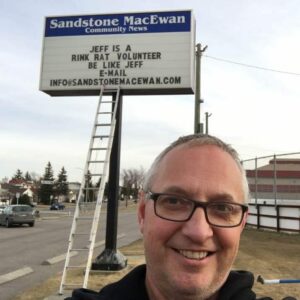 Sandstone MacEwan
Community News
JEFF IS A
RINK RAT VOLUNTEER
BE LIKE JEFF
E-MAIL
INFO@SANDSTONEMACEWAN.COM